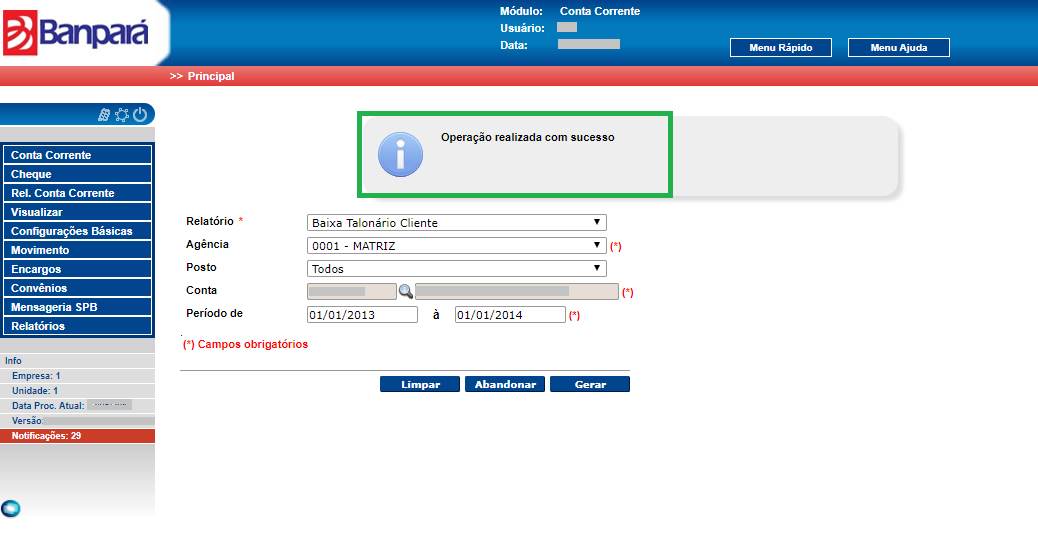 Banpará
Módulo: Conta Corrente
Usuário:
Data:
Menu Rápido
Menu Ajuda
>> Principal
Conta Corrente
Cheque
Rel. Conta Corrente
Visualizar
Configurações Básicas
Movimento
Encargos
Convênios
Mensageria SPB
Relatórios
Info
Empresa: 1
Unidade: 1
Data Proc. Atual:
Versão:
Notificações: 29
Operação realizada com sucesso
Relatório * Baixa Talonário Cliente
Agência 0001 - MATRIZ (*)
Posto Todos
Conta (*)
Período de 01/01/2013 à 01/01/2014 (*)
(*) Campos obrigatórios
Limpar Abandonar Gerar